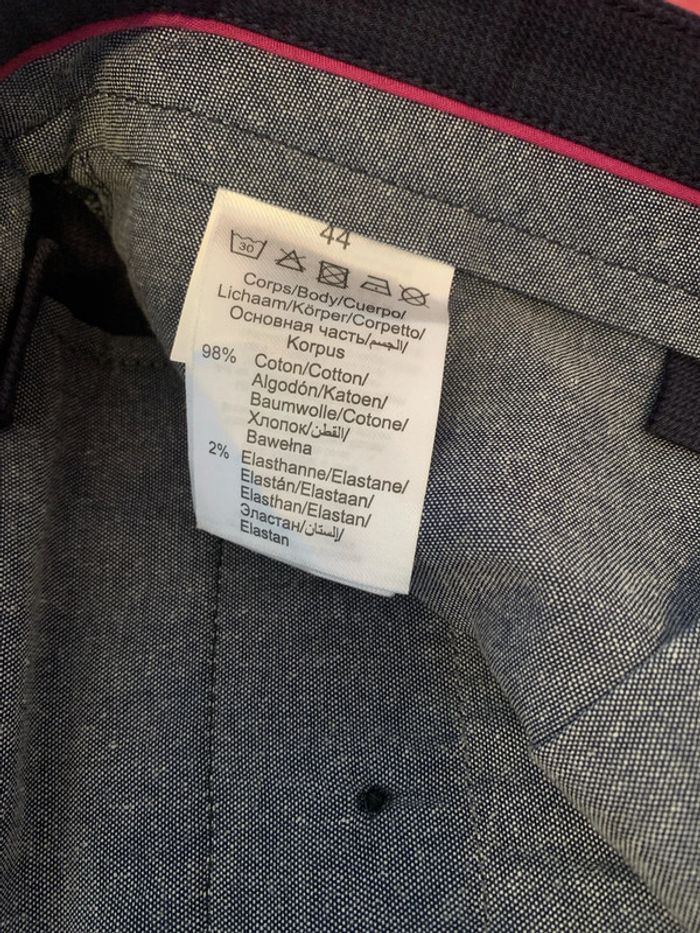 44
30
Corps/Body/Cuerpo/
Lichaam/Körper/Corpetto/
Основная часть/الجسم/
Korpus
98% Coton/Cotton/
Algodón/Katoen/
Baumwolle/Cotone/
Хлопок/القطن/
Bawełna
2% Elasthanne/Elastane/
Elastán/Elastaan/
Elasthan/Elastan/
Эластан/إلستان/
Elastan